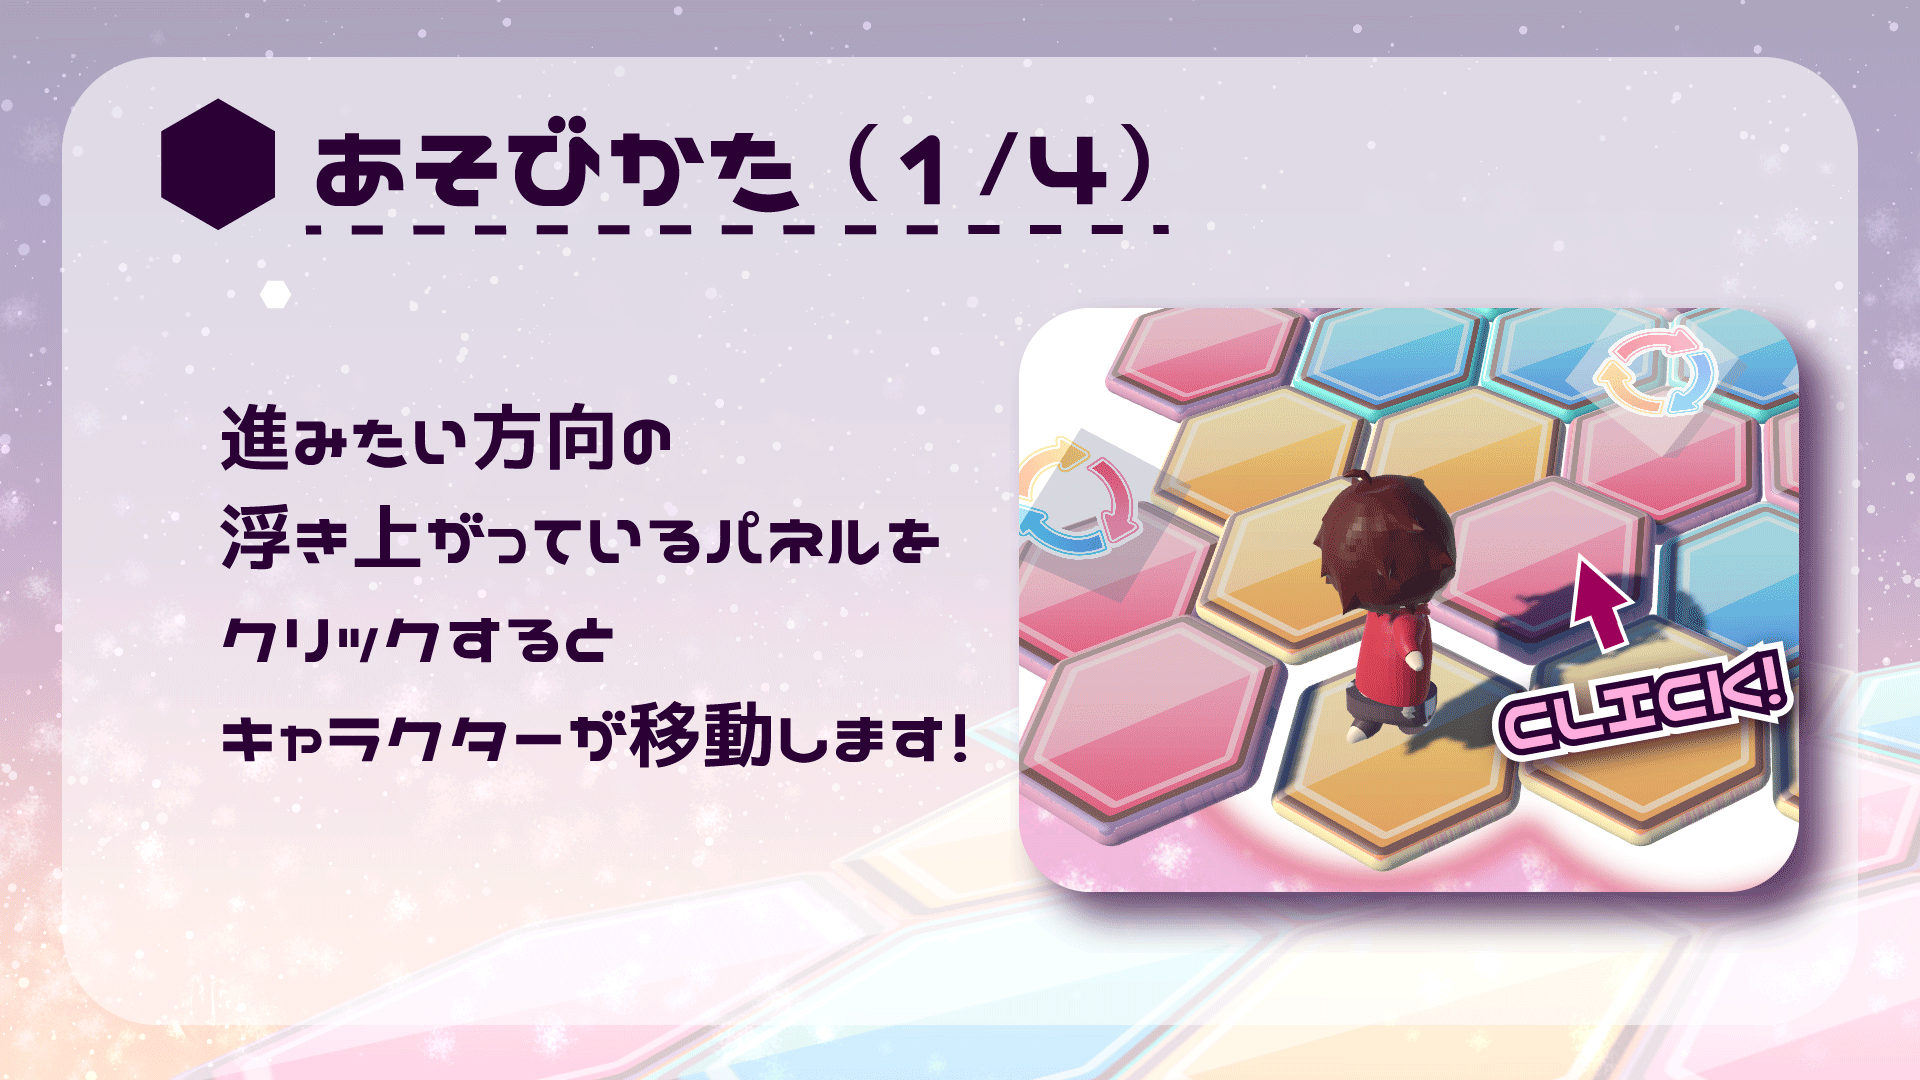 あそびかた（1/4）
進みたい方向の
浮き上がっているパネルを
クリックすると
キャラクターが移動します!
CLICK!